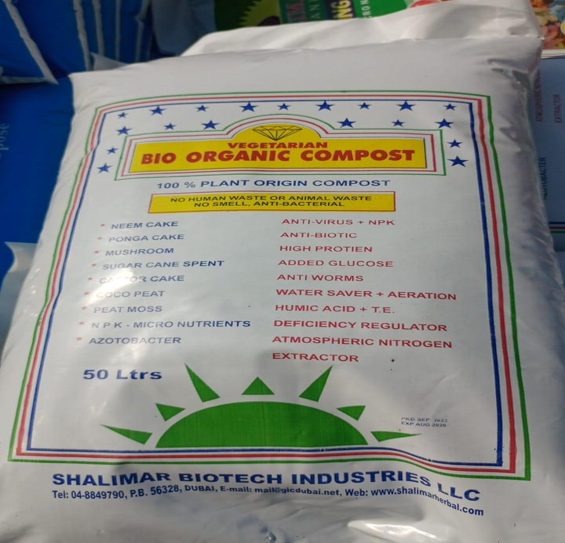 VEGETARIAN
BIO ORGANIC COMPOST
100 % PLANT ORIGIN COMPOST
NO HUMAN WASTE OR ANIMAL WASTE
NO SMELL, ANTI-BACTERIAL
* NEEM CAKE ANTI-VIRUS + NPK
* PONGA CAKE ANTI-BIOTIC
* MUSHROOM HIGH PROTIEN
* SUGAR CANE SPENT ADDED GLUCOSE
CAKE ANTI WORMS
PEAT WATER SAVER + AERATION
* PEAT MOSS HUMIC ACID + T.E.
* N P K - MICRO NUTRIENTS DEFICIENCY REGULATOR
* AZOTOBACTER ATMOSPHERIC NITROGEN
EXTRACTOR
50 Ltrs
SHALIMAR BIOTECH INDUSTRIES LLC
Tel: 04-8849790, P.B. 56328, DUBAI, E-mail: mail@glcdubai.net, Web: www.shalimarherbal.com